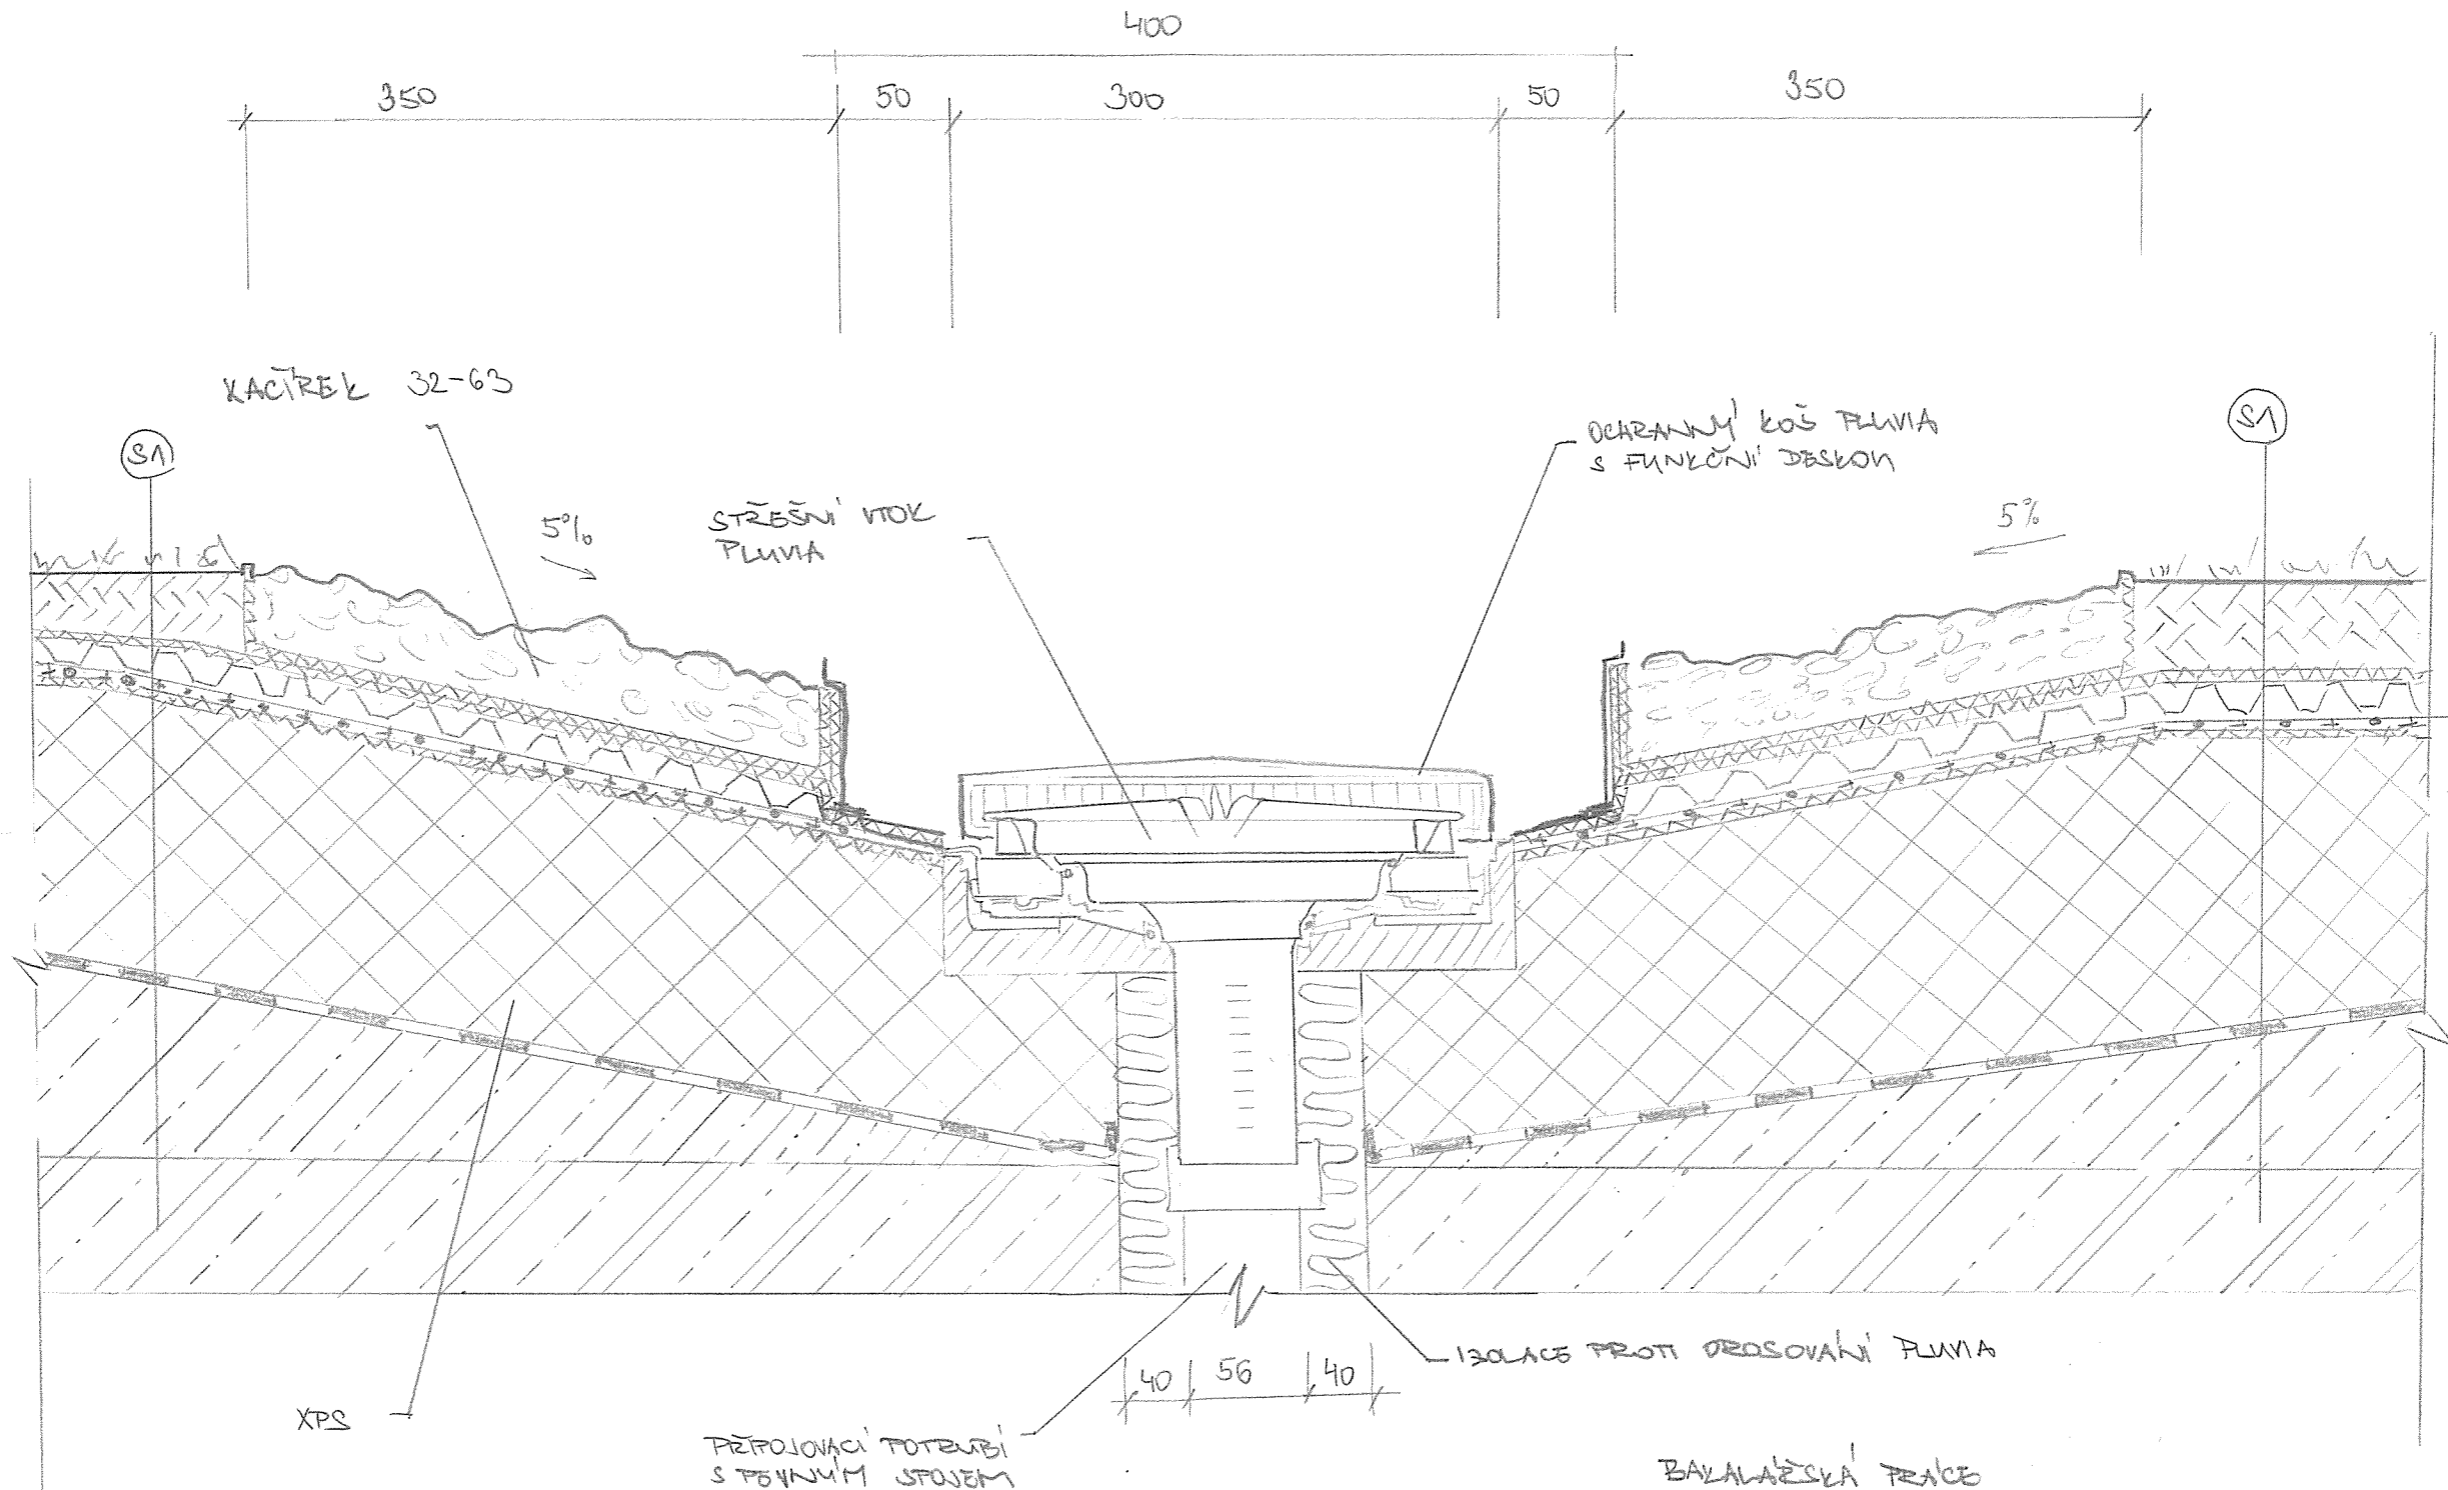 400
350 50 300 50 350
KAČÍREK 32-63
OCHRANNÝ KOŠ PLUVIA
S FUNKČNÍ DESKOU
S1
S1
5%
STŘEŠNÍ VTOK
PLUVIA
5%
IZOLACE PROTI OROSOVÁNÍ PLUVIA
40 56 40
XPS
PŘIPOJOVACÍ POTRUBÍ
S PEVNÝM SPOJEM
BAKALÁŘSKÁ PRÁCE